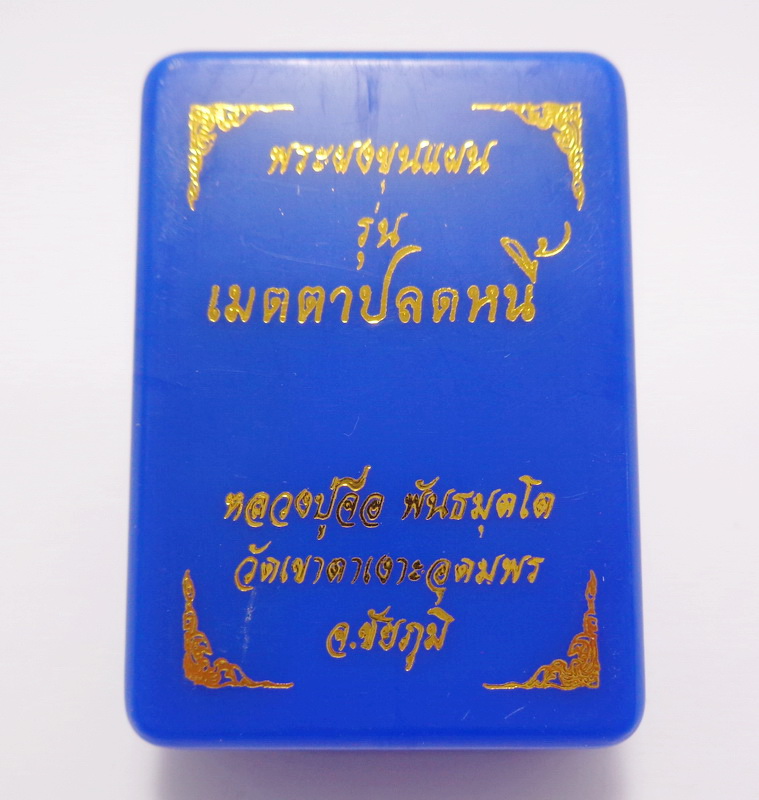 พระผงขุนแผน
รุ่น
เมตตาปลดหนี้
หลวงปู่จื่อ พันธมุตโต
วัดเขาตาเงาะอุดมพร
จ.ชัยภูมิ